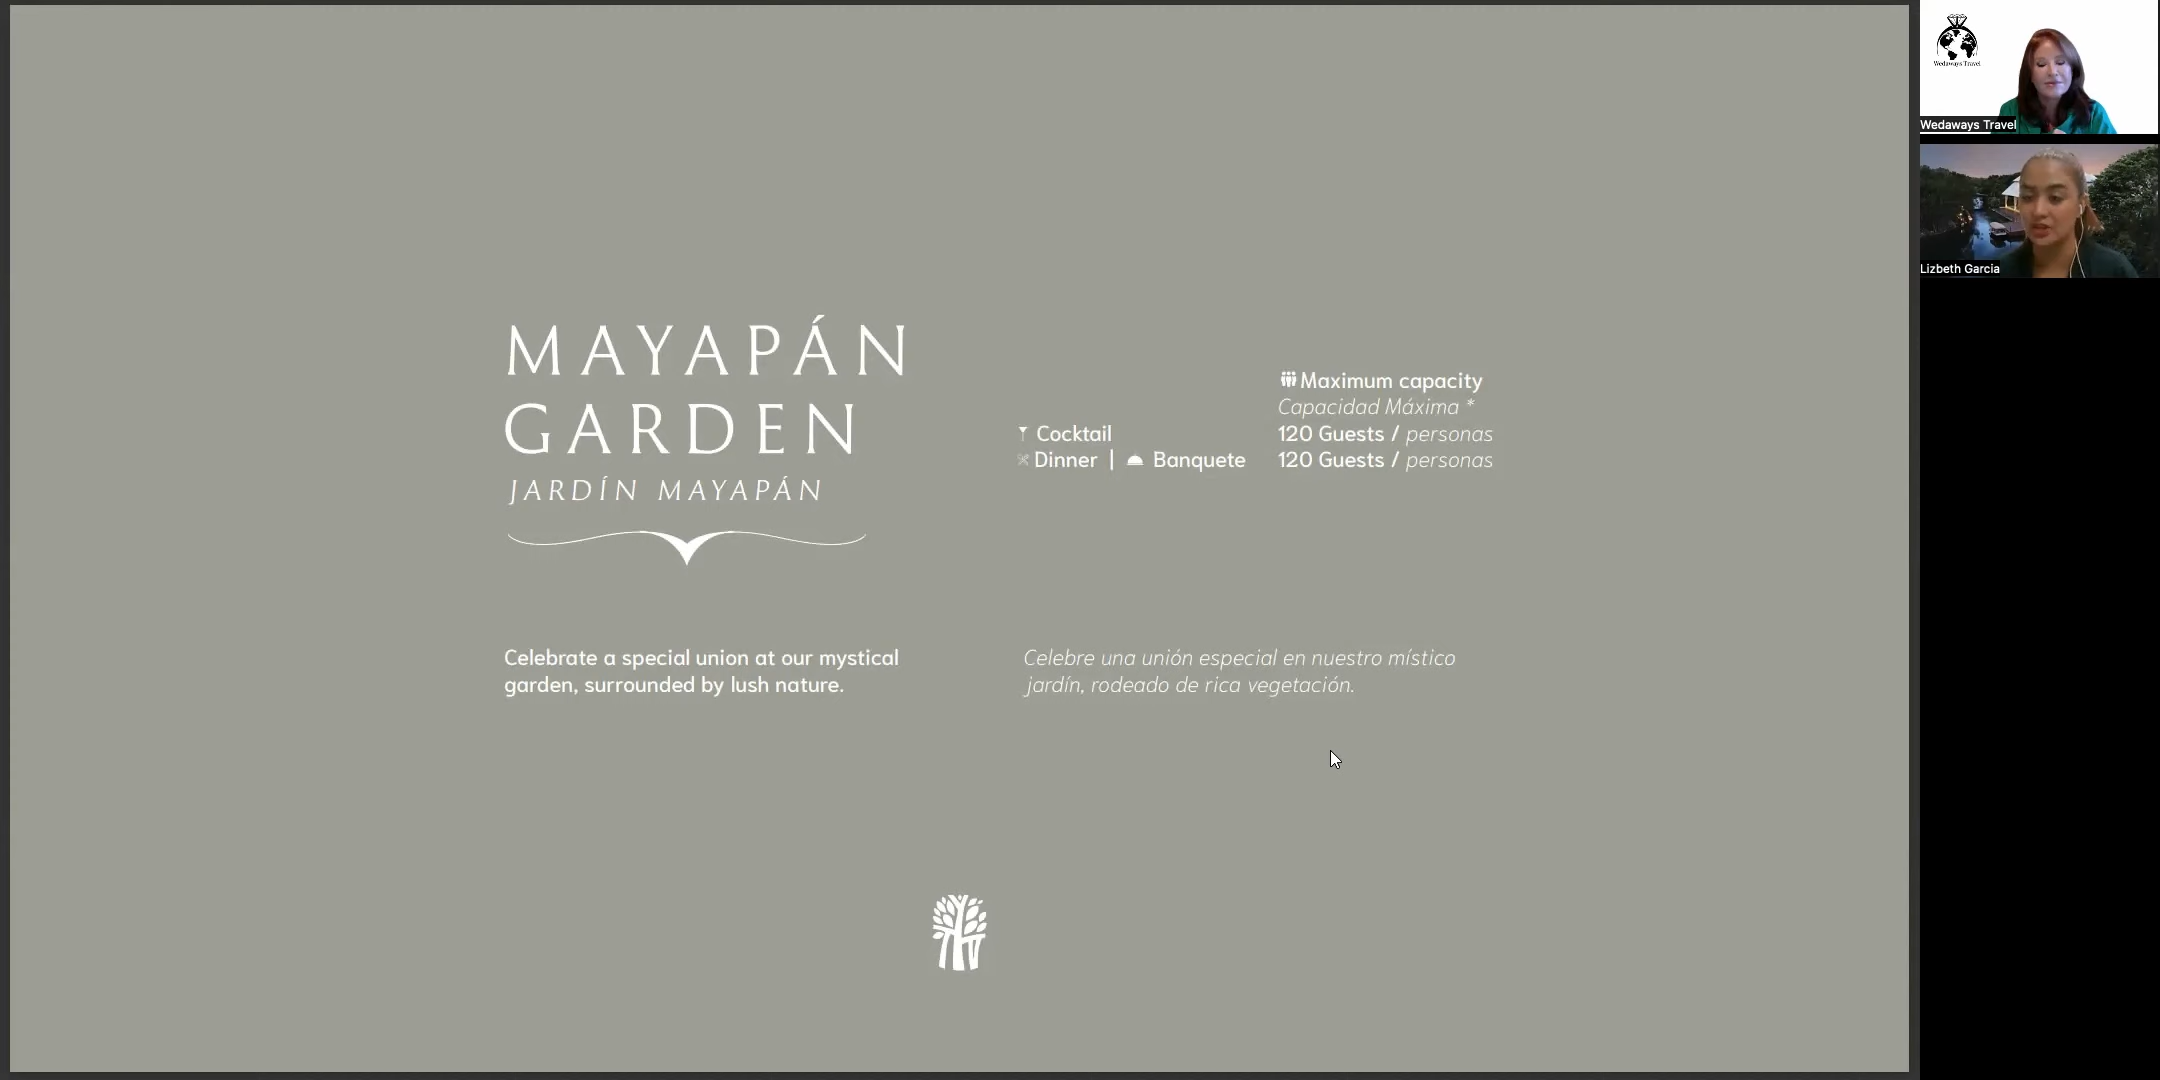 MAYAPÁN
GARDEN
JARDÍN MAYAPÁN
Maximum capacity
Capacidad Máxima *
Cocktail
120 Guests / personas
Dinner | Banquete
120 Guests / personas
Celebrate a special union at our mystical
garden, surrounded by lush nature.
Celebre una unión especial en nuestro místico
jardín, rodeado de rica vegetación.
Wedaways Travel
Wedaways Travel
Lizbeth Garcia